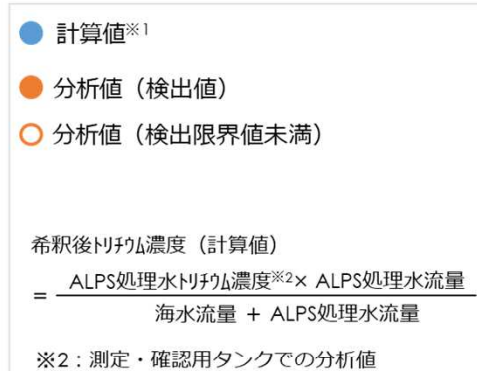 計算値※1
分析値（検出値）
分析値（検出限界値未満）
希釈後ﾄﾘﾁｳﾑ濃度（計算値）
= ALPS処理水ﾄﾘﾁｳﾑ濃度※2× ALPS処理水流量
海水流量 + ALPS処理水流量
※2：測定・確認用タンクでの分析値